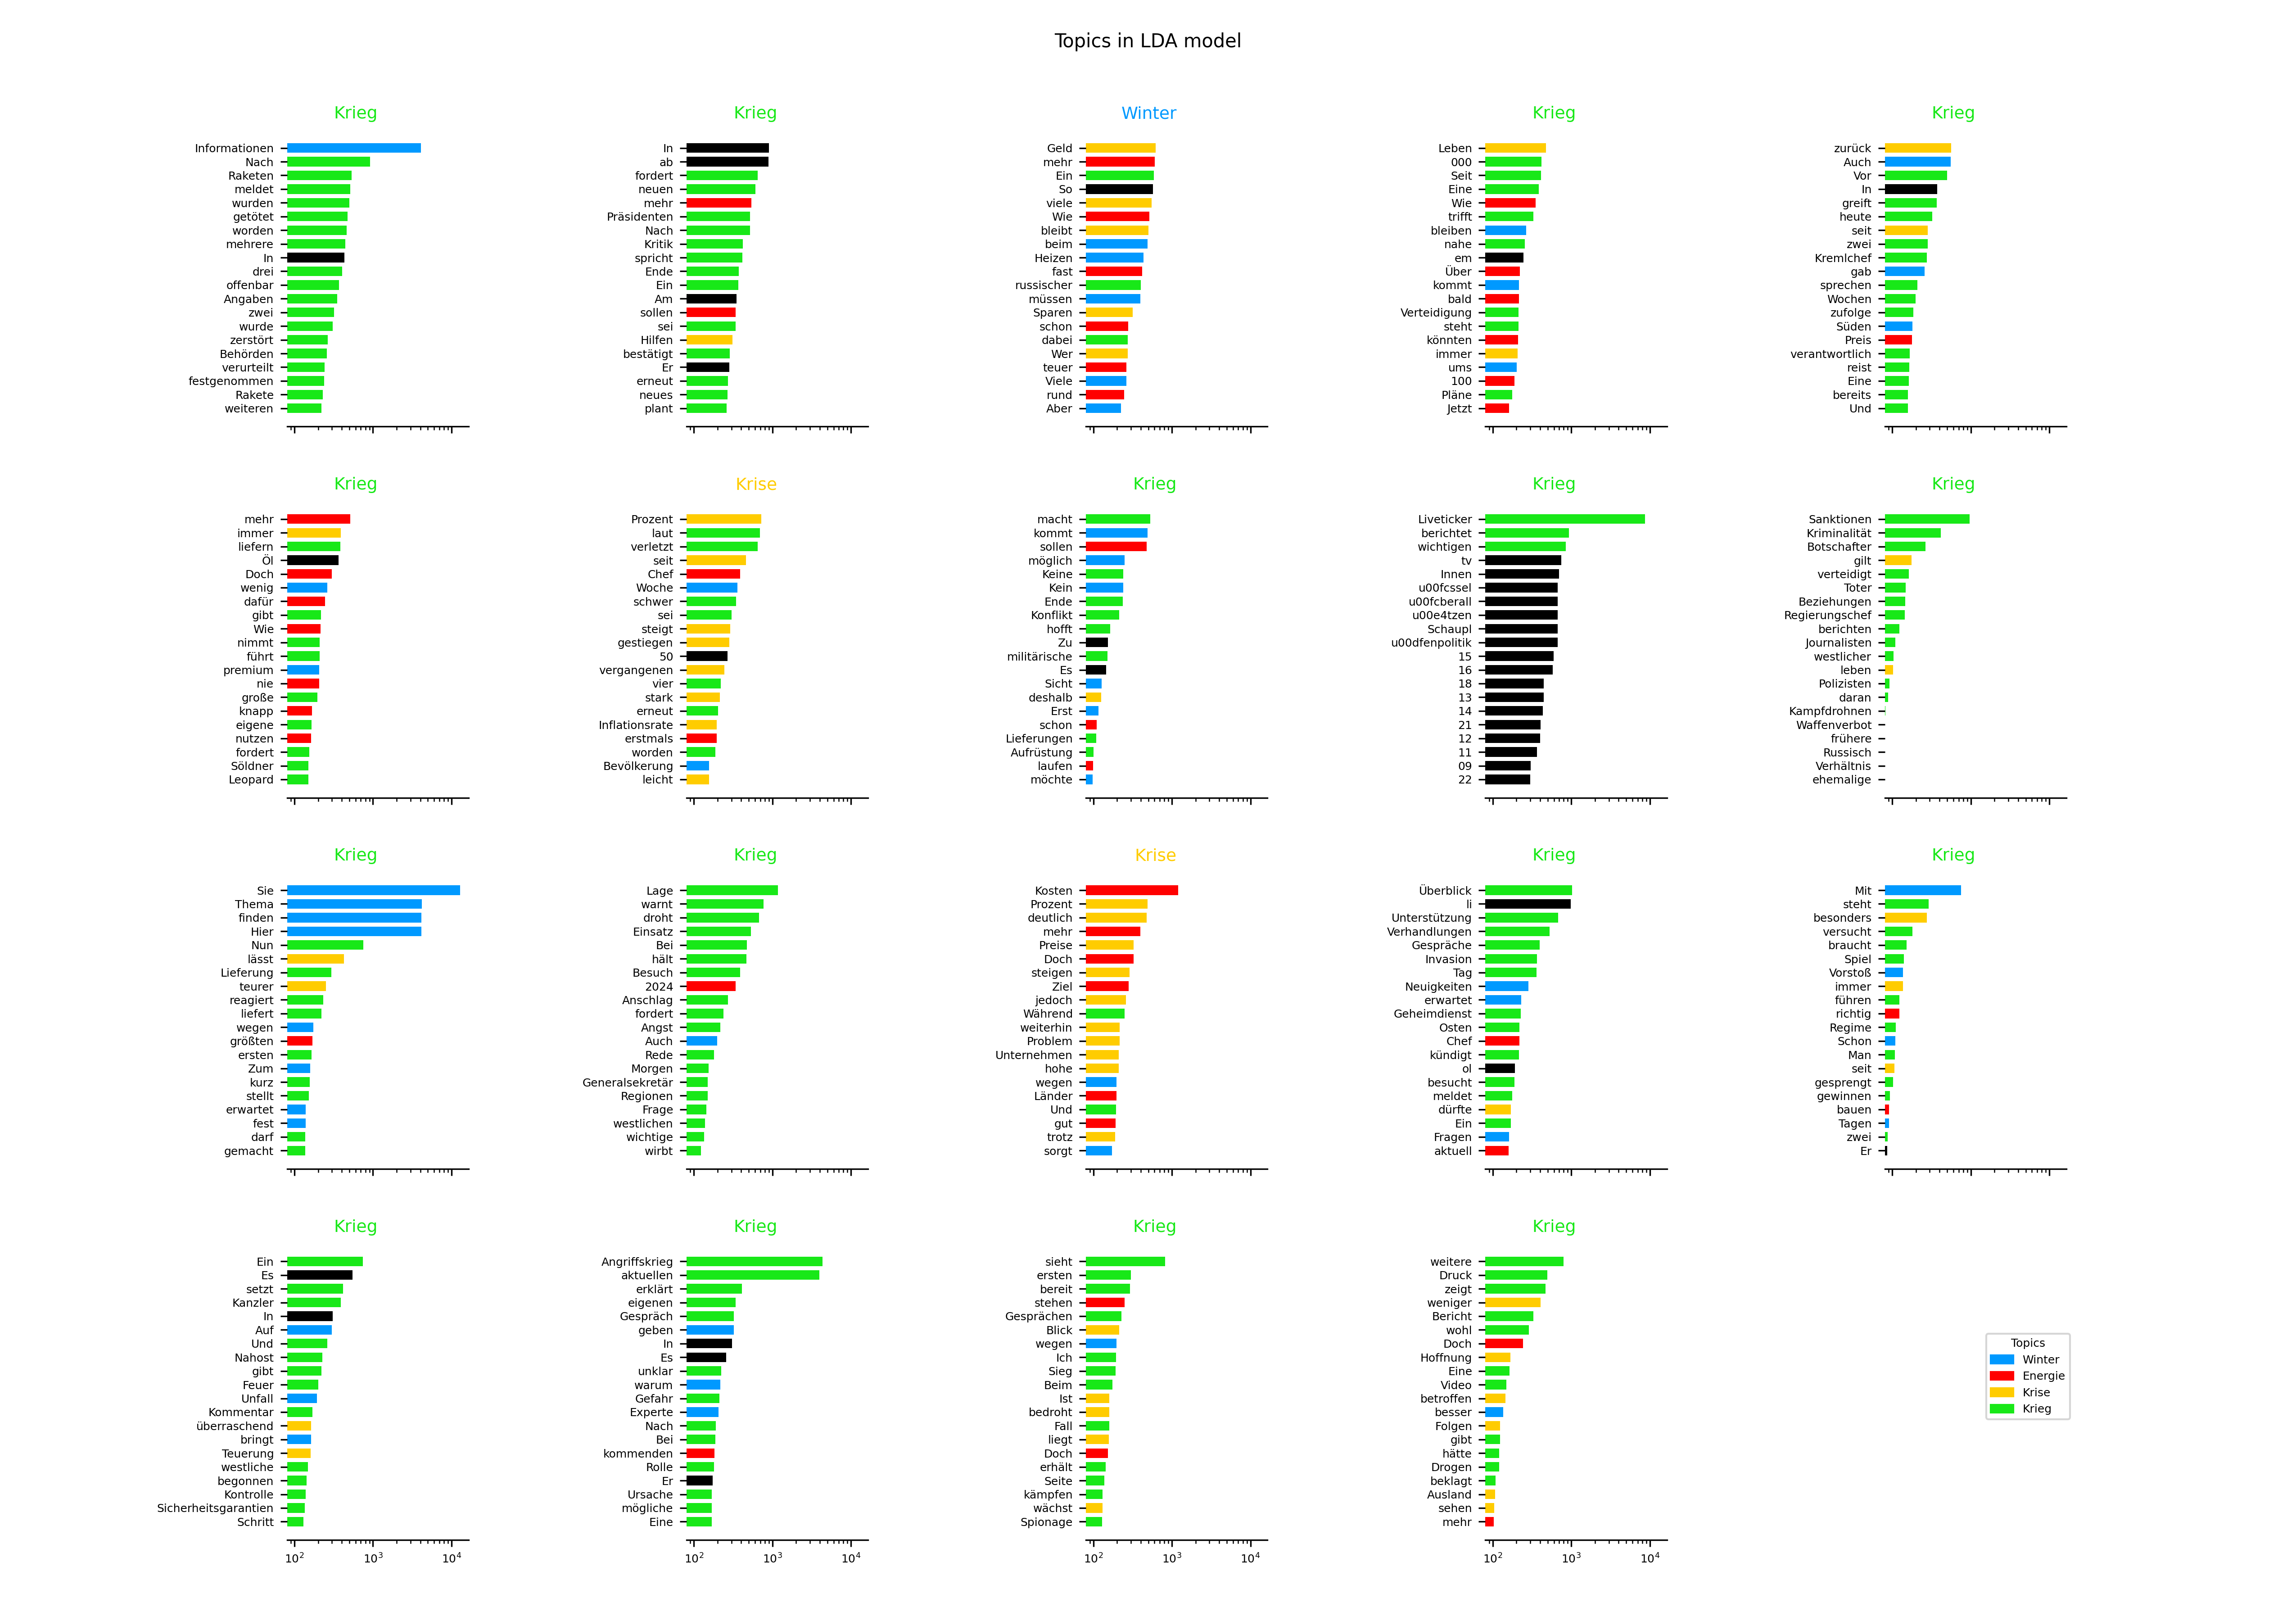 Topics in LDA model
Krieg
Informationen
Nach
Raketen
meldet
wurden
getötet
worden
mehrere
In
drei
offenbar
Angaben
zwei
wurde
zerstört
Behörden
verurteilt
festgenommen
Rakete
weiteren
Krieg
In
ab
fordert
neuen
mehr
Präsidenten
Nach
Kritik
spricht
Ende
Ein
Am
sollen
sei
Hilfen
bestätigt
Er
erneut
neues
plant
Winter
Geld
mehr
Ein
So
viele
Wie
bleibt
beim
Heizen
fast
russischer
müssen
Sparen
schon
dabei
Wer
teuer
Viele
rund
Aber
Krieg
Leben
000
Seit
Eine
Wie
trifft
bleiben
nahe
em
Über
kommt
bald
Verteidigung
steht
könnten
immer
ums
100
Pläne
Jetzt
Krieg
zurück
Auch
Vor
In
greift
heute
seit
zwei
Kremlchef
gab
sprechen
Wochen
zufolge
Süden
Preis
verantwortlich
reist
Eine
bereits
Und
Krieg
mehr
immer
liefern
Öl
Doch
wenig
dafür
gibt
Wie
nimmt
führt
premium
nie
große
knapp
eigene
nutzen
fordert
Söldner
Leopard
Krise
Prozent
laut
verletzt
seit
Chef
Woche
schwer
sei
steigt
gestiegen
50
vergangenen
vier
stark
erneut
Inflationsrate
erstmals
worden
Bevölkerung
leicht
Krieg
macht
kommt
sollen
möglich
Keine
Kein
Ende
Konflikt
hofft
Zu
militärische
Es
Sicht
deshalb
Erst
schon
Lieferungen
Aufrüstung
laufen
möchte
Krieg
Liveticker
berichtet
wichtigen
tv
Innen
u00fcssel
u00fcberall
u00e4tzen
Schaupl
u00dfenpolitik
15
16
18
13
14
21
12
11
09
22
Krieg
Sanktionen
Kriminalität
Botschafter
gilt
verteidigt
Toter
Beziehungen
Regierungschef
berichten
Journalisten
westlicher
leben
Polizisten
daran
Kampfdrohnen
Waffenverbot
frühere
Russisch
Verhältnis
ehemalige
Krieg
Sie
Thema
finden
Hier
Nun
lässt
Lieferung
teurer
reagiert
liefert
wegen
größten
ersten
Zum
kurz
stellt
erwartet
fest
darf
gemacht
Krieg
Lage
warnt
droht
Einsatz
Bei
hält
Besuch
2024
Anschlag
fordert
Angst
Auch
Rede
Morgen
Generalsekretär
Regionen
Frage
westlichen
wichtige
wirbt
Krise
Kosten
Prozent
deutlich
mehr
Preise
Doch
steigen
Ziel
jedoch
Während
weiterhin
Problem
Unternehmen
hohe
wegen
Länder
Und
gut
trotz
sorgt
Krieg
Überblick
li
Unterstützung
Verhandlungen
Gespräche
Invasion
Tag
Neuigkeiten
erwartet
Geheimdienst
Osten
Chef
kündigt
ol
besucht
meldet
dürfte
Ein
Fragen
aktuell
Krieg
Mit
steht
besonders
versucht
braucht
Spiel
Vorstoß
immer
führen
richtig
Regime
Schon
Man
seit
gesprengt
gewinnen
bauen
Tagen
zwei
Er
Krieg
Ein
Es
setzt
Kanzler
In
Auf
Und
Nahost
gibt
Feuer
Unfall
Kommentar
überraschend
bringt
Teuerung
westliche
begonnen
Kontrolle
Sicherheitsgarantien
Schritt
10² 10³ 10⁴
Krieg
Angriffskrieg
aktuellen
erklärt
eigenen
Gespräch
geben
In
Es
unklar
warum
Gefahr
Experte
Nach
Bei
kommenden
Rolle
Er
Ursache
mögliche
Eine
10² 10³ 10⁴
Krieg
sieht
ersten
bereit
stehen
Gesprächen
Blick
wegen
Ich
Sieg
Beim
Ist
bedroht
Fall
liegt
Doch
erhält
Seite
kämpfen
wächst
Spionage
10² 10³ 10⁴
Krieg
weitere
Druck
zeigt
weniger
Bericht
wohl
Doch
Hoffnung
Eine
Video
betroffen
besser
Folgen
gibt
hätte
Drogen
beklagt
Ausland
sehen
mehr
10² 10³ 10⁴
Topics
Winter
Energie
Krise
Krieg